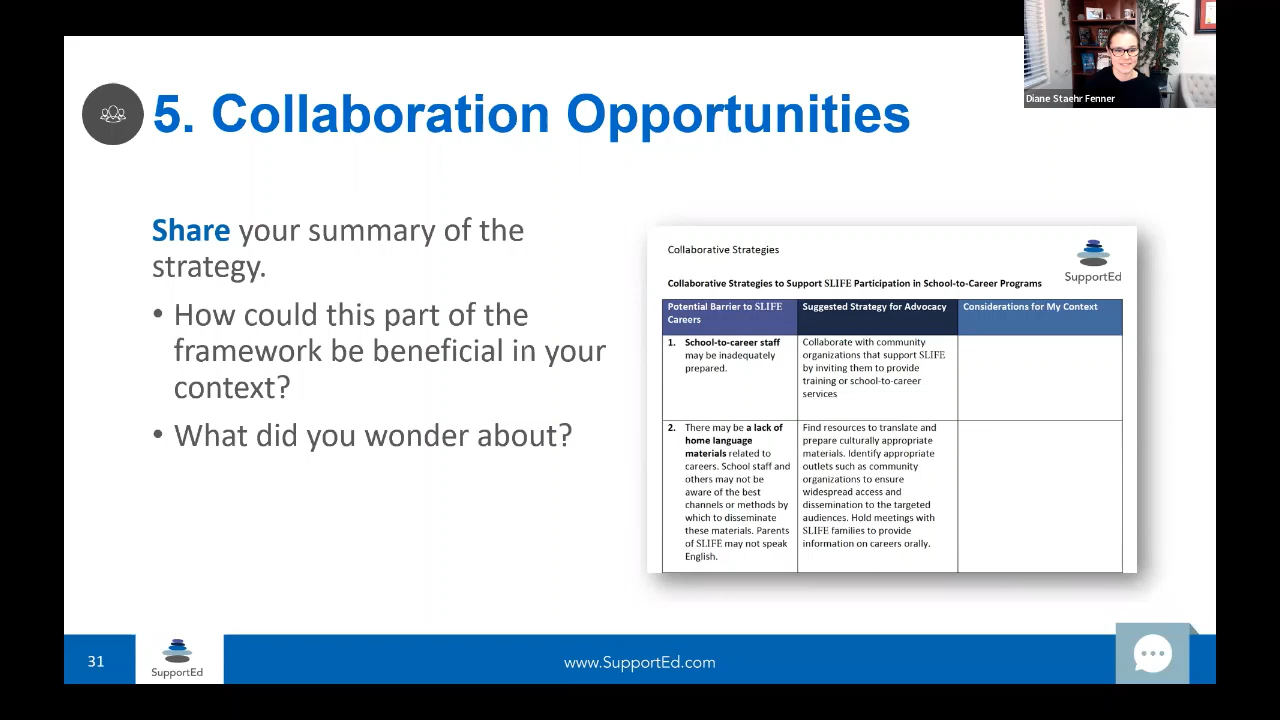 Diane Staehr Fenner
5. Collaboration Opportunities
Share your summary of the
strategy.
• How could this part of the
framework be beneficial in your
context?
• What did you wonder about?
Collaborative Strategies
SupportEd
Collaborative Strategies to Support SLIFE Participation in School-to-Career Programs
Potential Barrier to SLIFE
Careers
Suggested Strategy for Advocacy
Considerations for My Context
1. School-to-career staff
may be inadequately
prepared.
Collaborate with community
organizations that support SLIFE
by inviting them to provide
training or school-to-career
services
2. There may be a lack of
home language
materials related to
careers. School staff and
others may not be
aware of the best
channels or methods by
which to disseminate
these materials. Parents
of SLIFE may not speak
English.
Find resources to translate and
prepare culturally appropriate
materials. Identify appropriate
outlets such as community
organizations to ensure
widespread access and
dissemination to the targeted
audiences. Hold meetings with
SLIFE families to provide
information on careers orally.
31
SupportEd
www.SupportEd.com